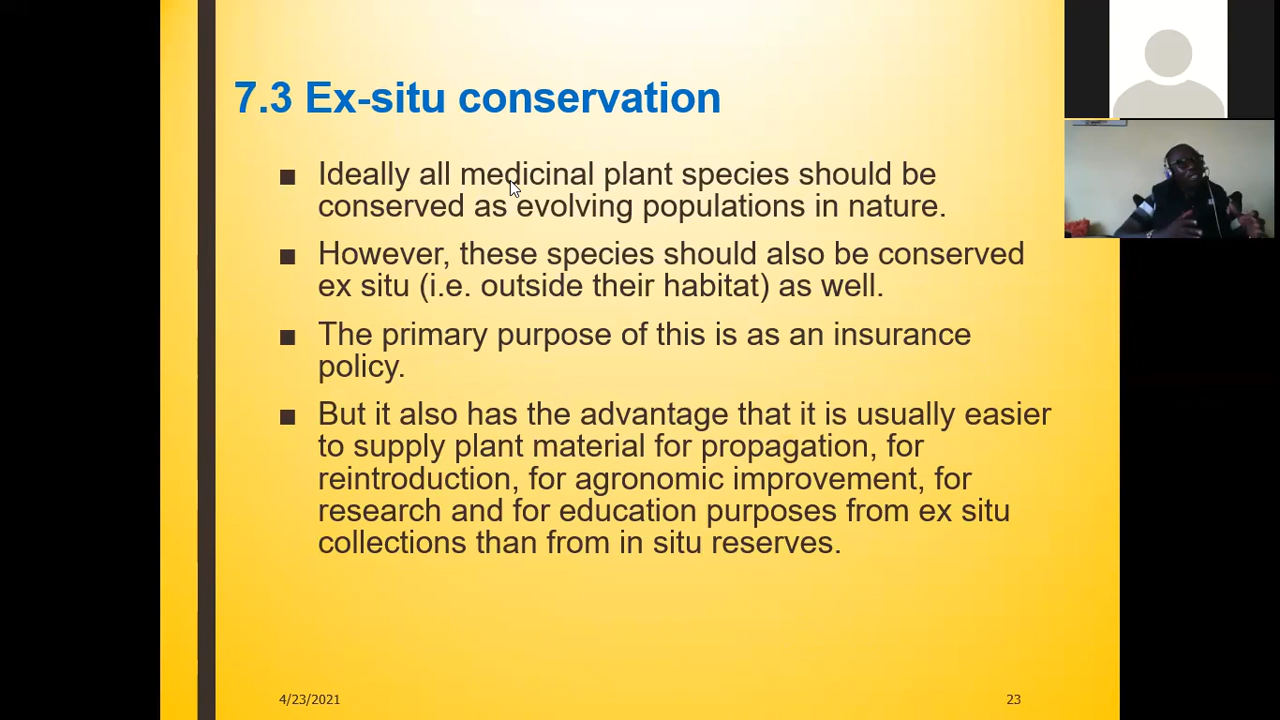 7.3 Ex-situ conservation
■ Ideally all medicinal plant species should be
conserved as evolving populations in nature.
■ However, these species should also be conserved
ex situ (i.e. outside their habitat) as well.
■ The primary purpose of this is as an insurance
policy.
■ But it also has the advantage that it is usually easier
to supply plant material for propagation, for
reintroduction, for agronomic improvement, for
research and for education purposes from ex situ
collections than from in situ reserves.
4/23/2021
23